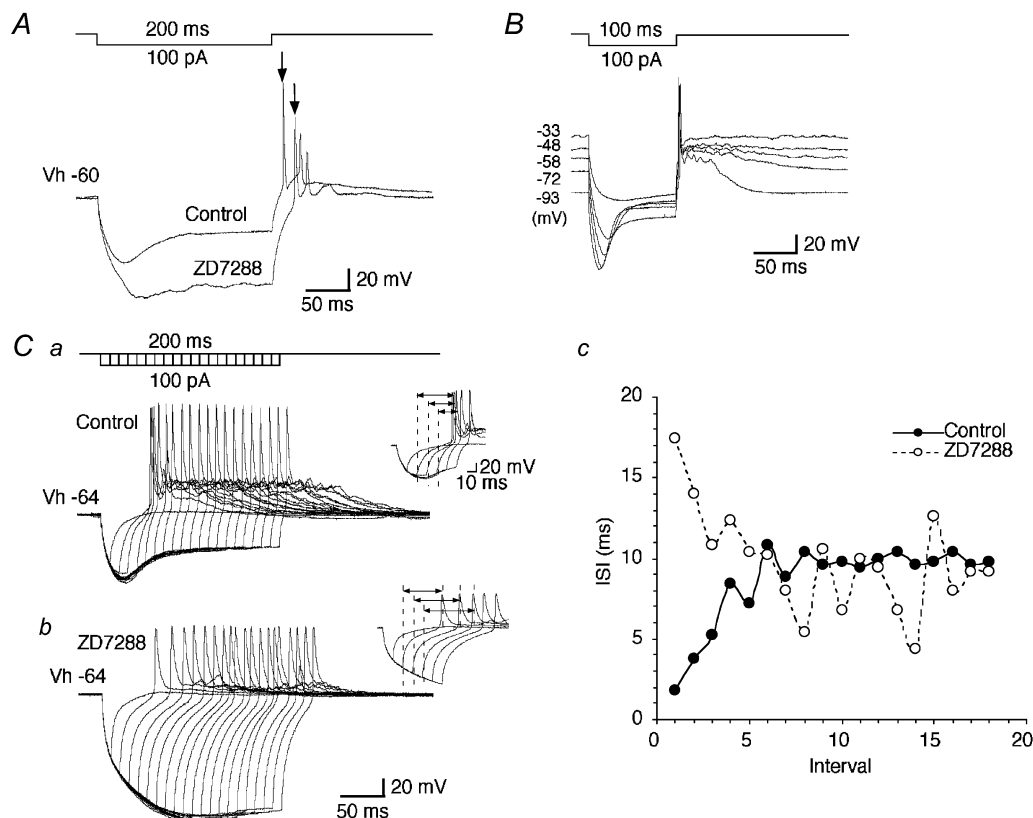 A
200 ms
100 pA
Vh -60
Control
ZD7288
20 mV
50 ms
B
100 ms
100 pA
-33
-48
-58
-72
-93
(mV)
20 mV
50 ms
C a
200 ms
100 pA
Control
Vh -64
20 mV
10 ms
b
ZD7288
Vh -64
20 mV
50 ms
c
20
15
10
5
0
ISI (ms)
Control
ZD7288
0 5 10 15 20
Interval